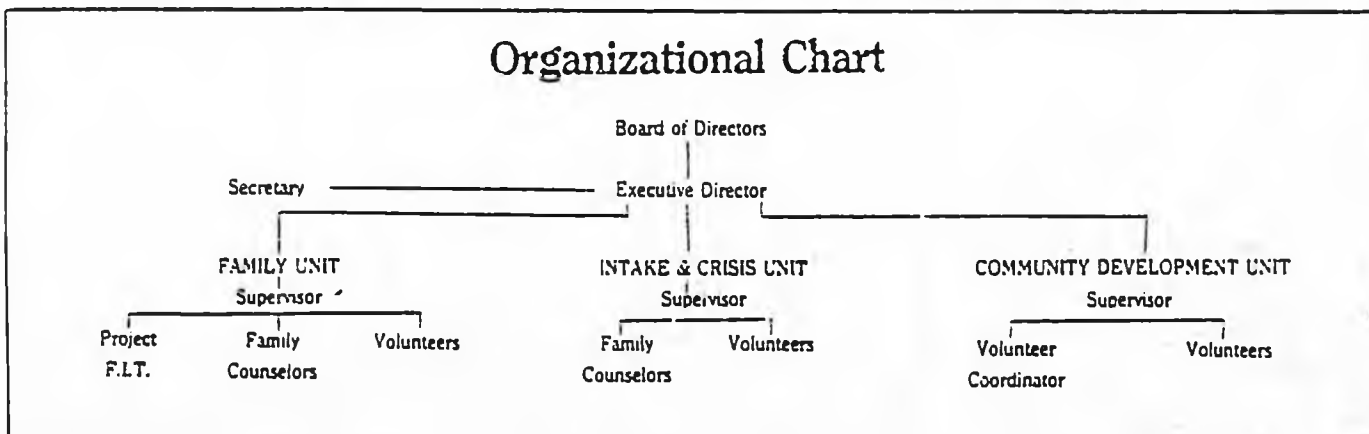 Organizational Chart
Board of Directors
Secretary
Executive Director
FAMILY UNIT
Supervisor
INTAKE & CRISIS UNIT
Supervisor
COMMUNITY DEVELOPMENT UNIT
Supervisor
Project
F.I.T.
Family
Counselors
Volunteers
Family
Counselors
Volunteers
Volunteer
Coordinator
Volunteers